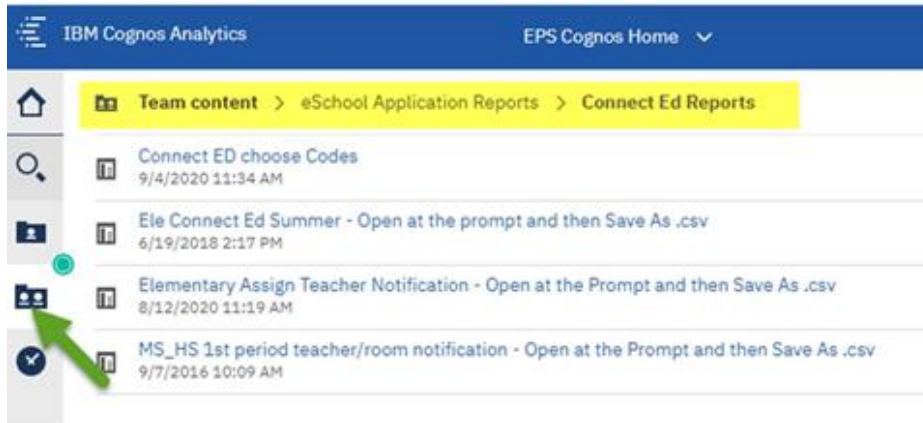 IBM Cognos Analytics
EPS Cognos Home
Team content > eSchool Application Reports > Connect Ed Reports
Connect ED choose Codes
9/4/2020 11:34 AM
Ele Connect Ed Summer - Open at the prompt and then Save As .csv
6/19/2018 2:17 PM
Elementary Assign Teacher Notification - Open at the Prompt and then Save As .csv
8/12/2020 11:19 AM
MS_HS 1st period teacher/room notification - Open at the Prompt and then Save As .csv
9/7/2016 10:09 AM